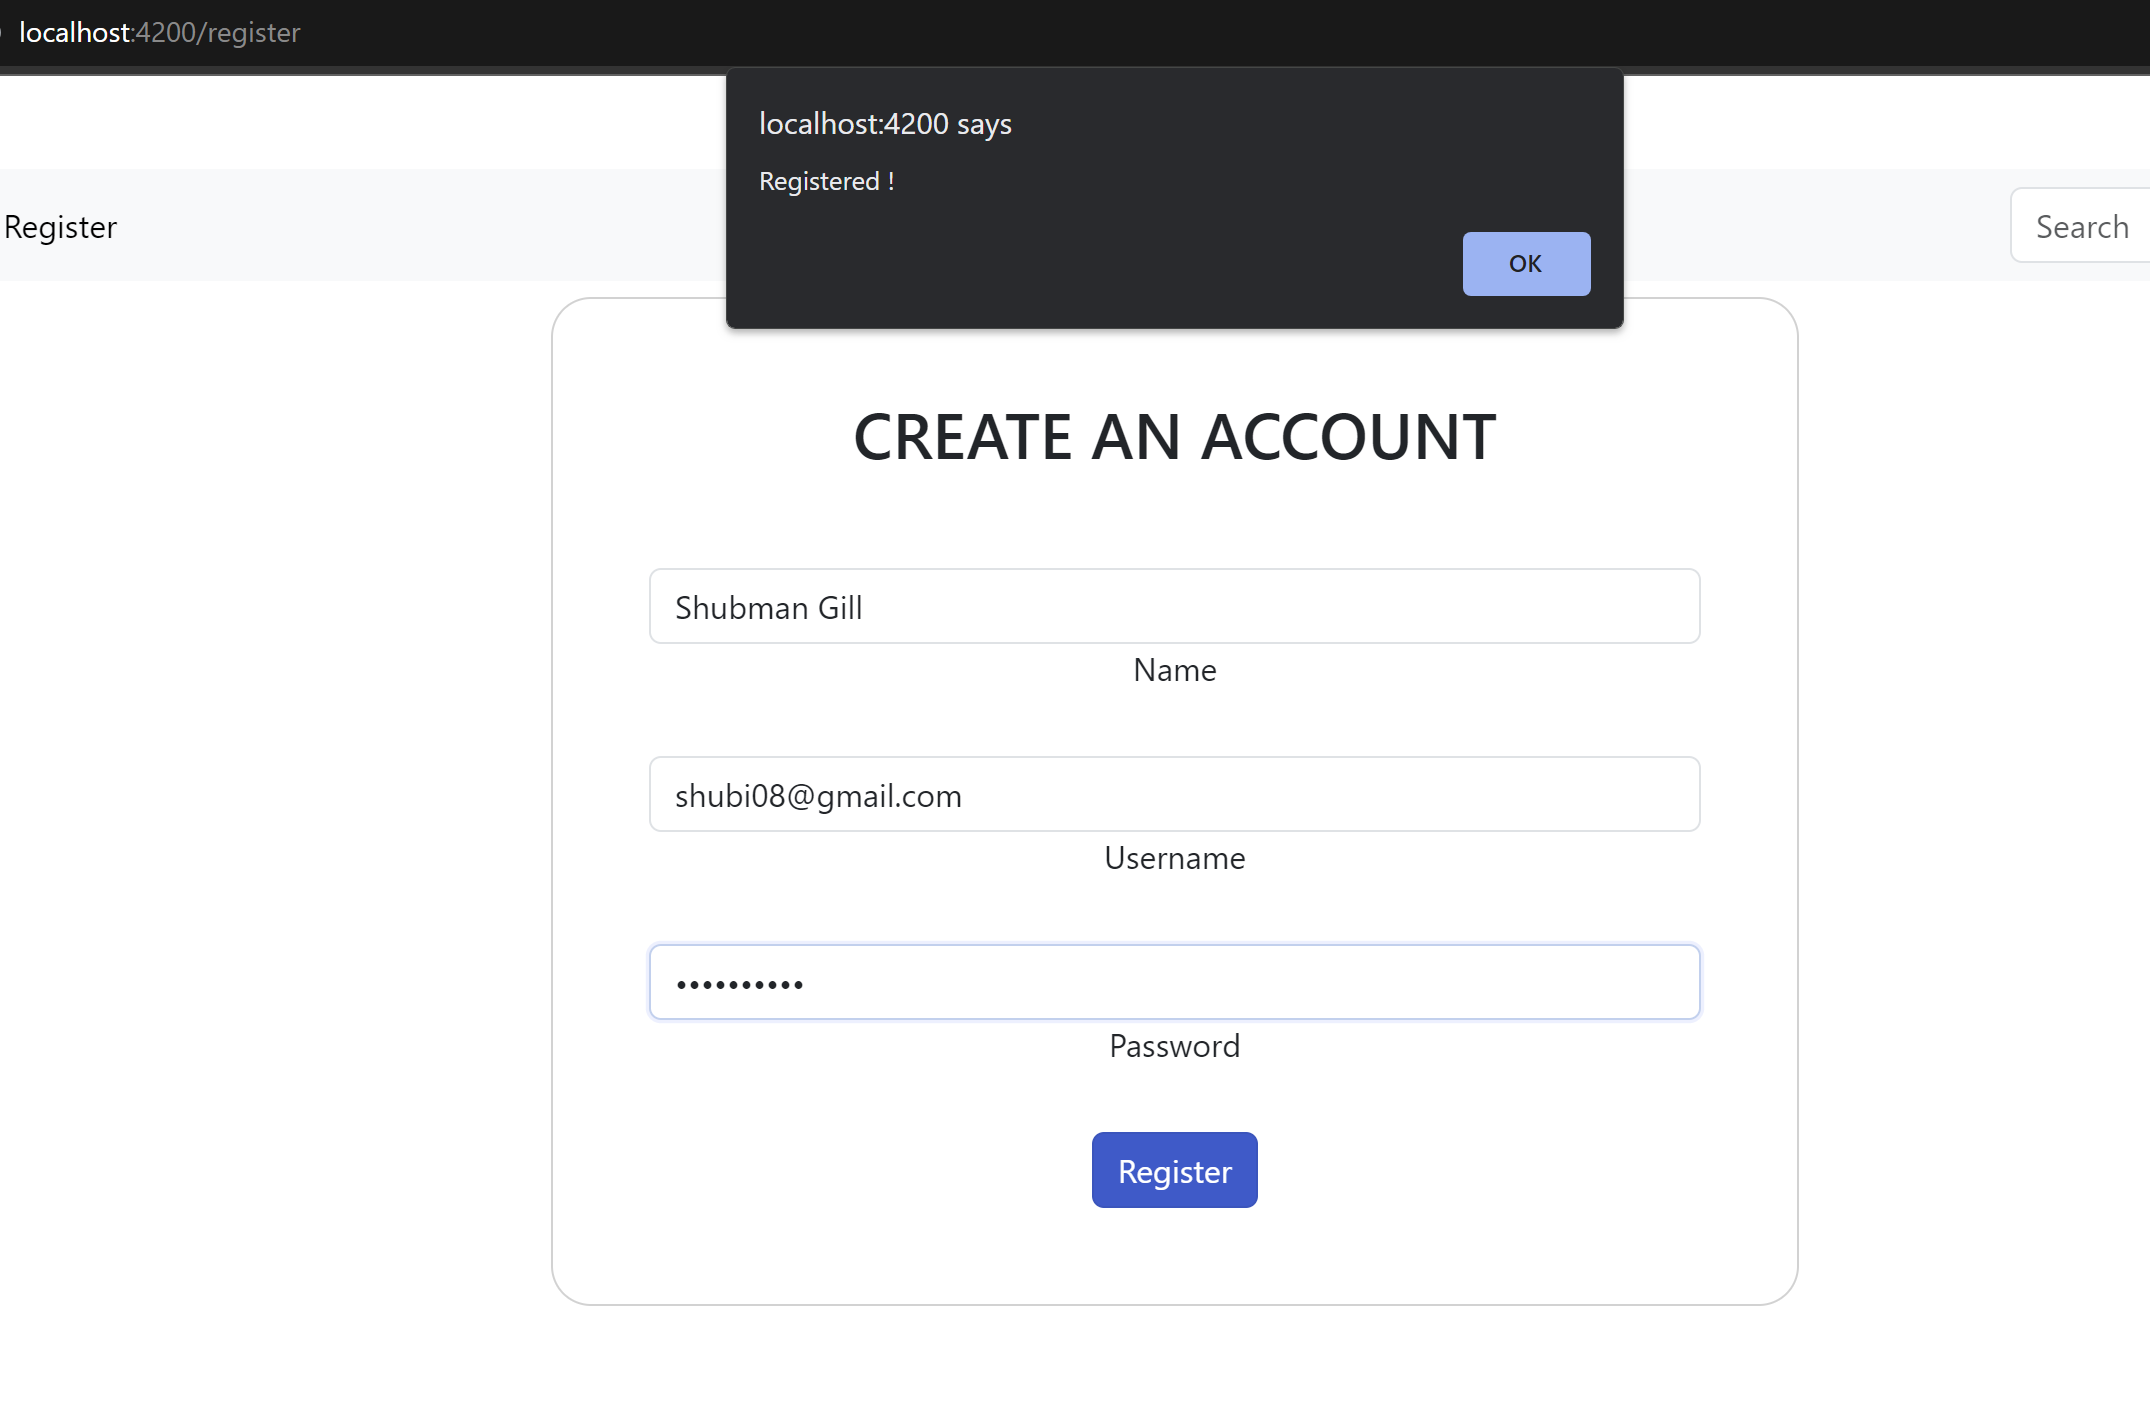 localhost:4200/register
localhost:4200 says
Registered !
OK
Register
Search
CREATE AN ACCOUNT
Shubman Gill
Name
shubi08@gmail.com
Username
••••••••••
Password
Register